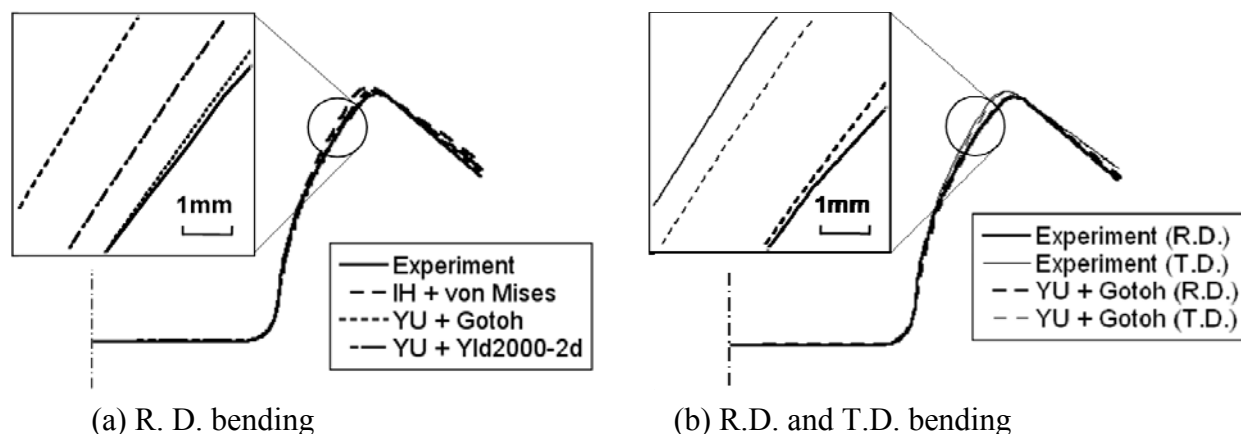 1mm
Experiment
IH + von Mises
YU + Gotoh
YU + Yld2000-2d
(a) R. D. bending
1mm
Experiment (R.D.)
Experiment (T.D.)
YU + Gotoh (R.D.)
YU + Gotoh (T.D.)
(b) R.D. and T.D. bending